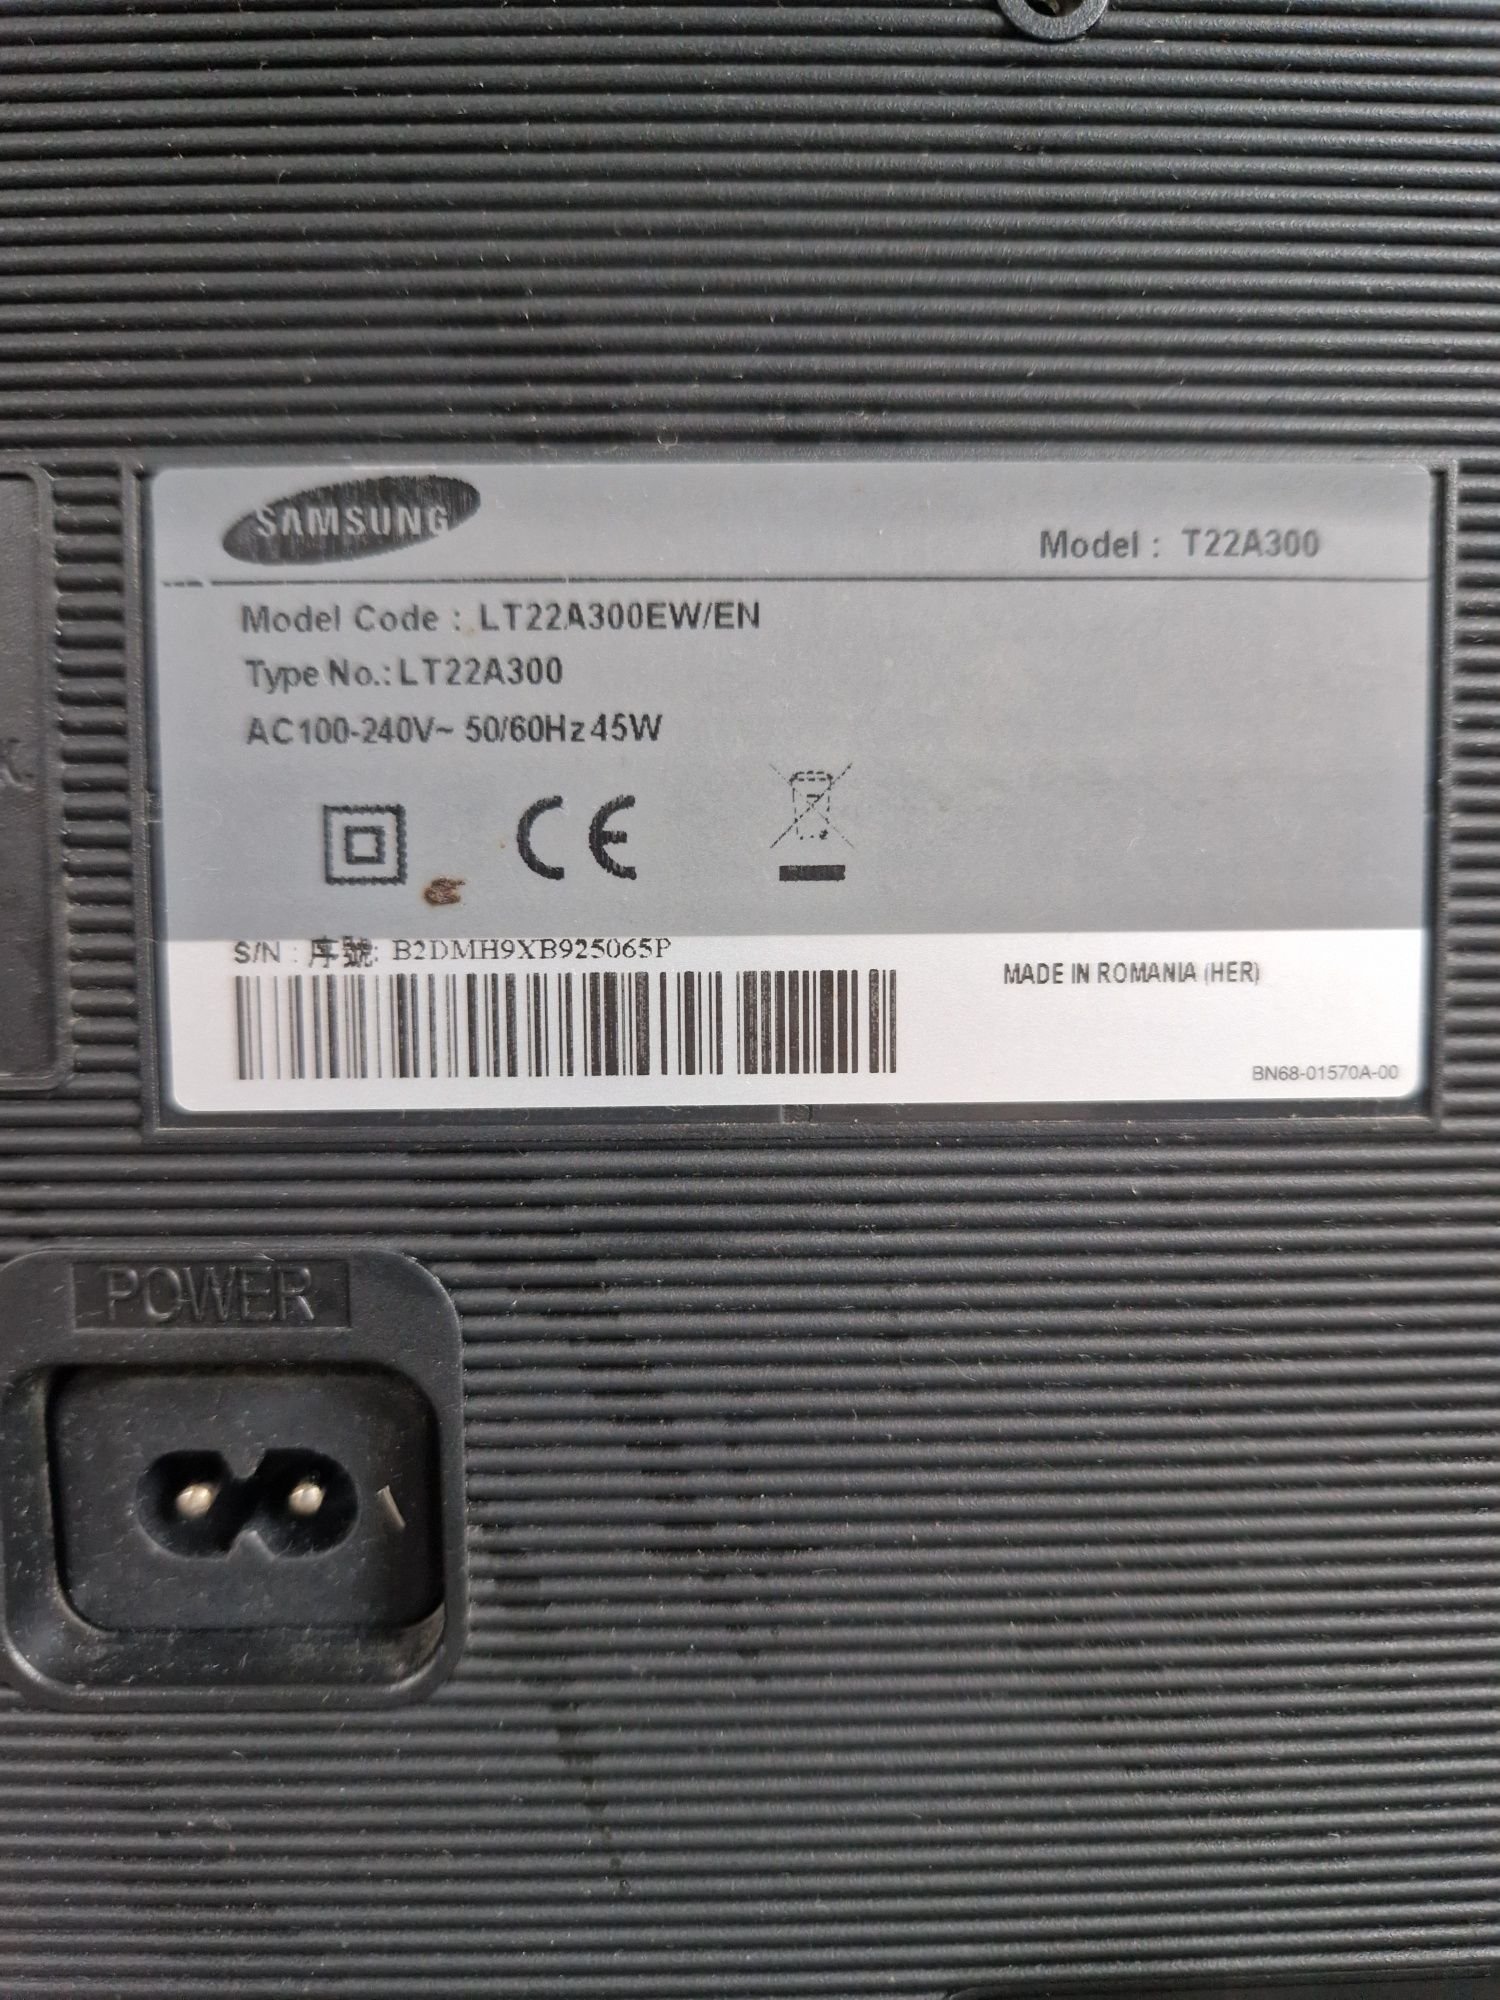 SAMSUNG
Model : T22A300
Model Code : LT22A300EW/EN
Type No.: LT22A300
AC100-240V~ 50/60Hz 45W
CE
S/N : 序號: B2DMH9XB925065P
MADE IN ROMANIA (HER)
BN68-01570A-00
POWER